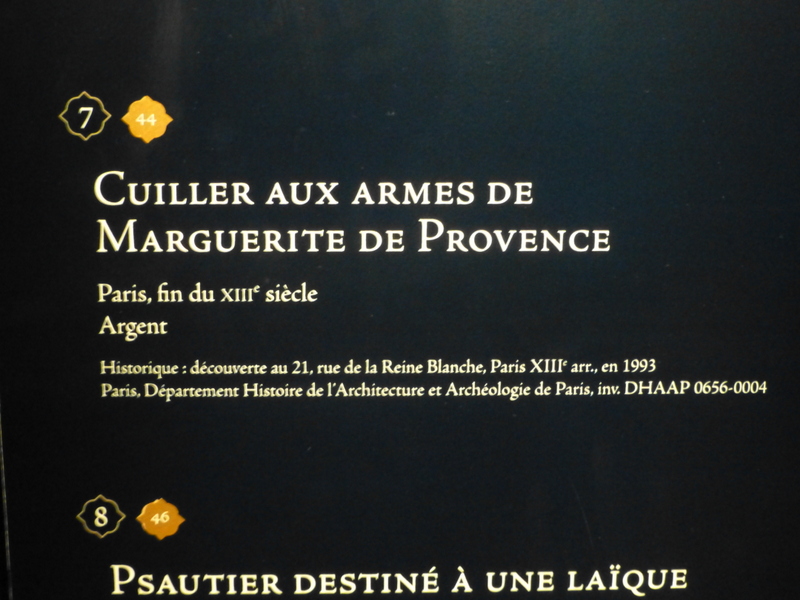 7 44
CUILLER AUX ARMES DE
MARGUERITE DE PROVENCE
Paris, fin du XIIIe siècle
Argent
Historique : découverte au 21, rue de la Reine Blanche, Paris XIIIe arr., en 1993
Paris, Département Histoire de l'Architecture et Archéologie de Paris, inv. DHAAP 0656-0004
8 46
PSAUTIER DESTINÉ À UNE LAÏQUE